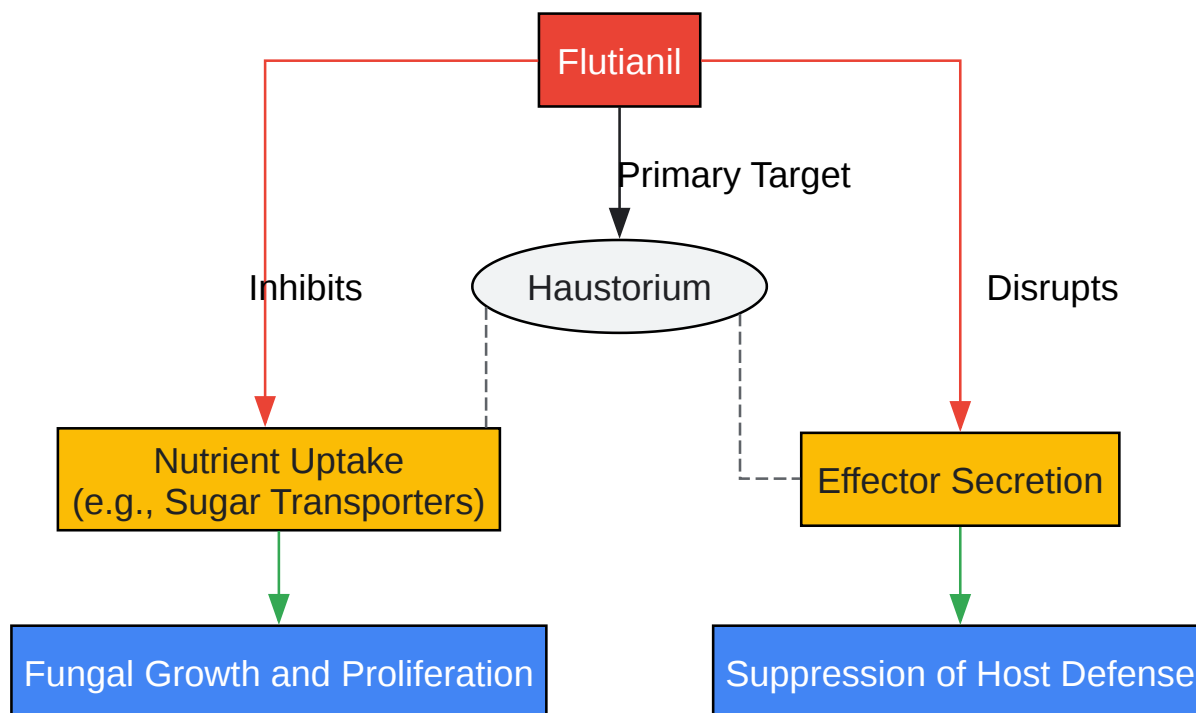 Flutianil
Primary Target
Inhibits
Haustorium
Disrupts
Nutrient Uptake
(e.g., Sugar Transporters)
Effector Secretion
Fungal Growth and Proliferation
Suppression of Host Defense